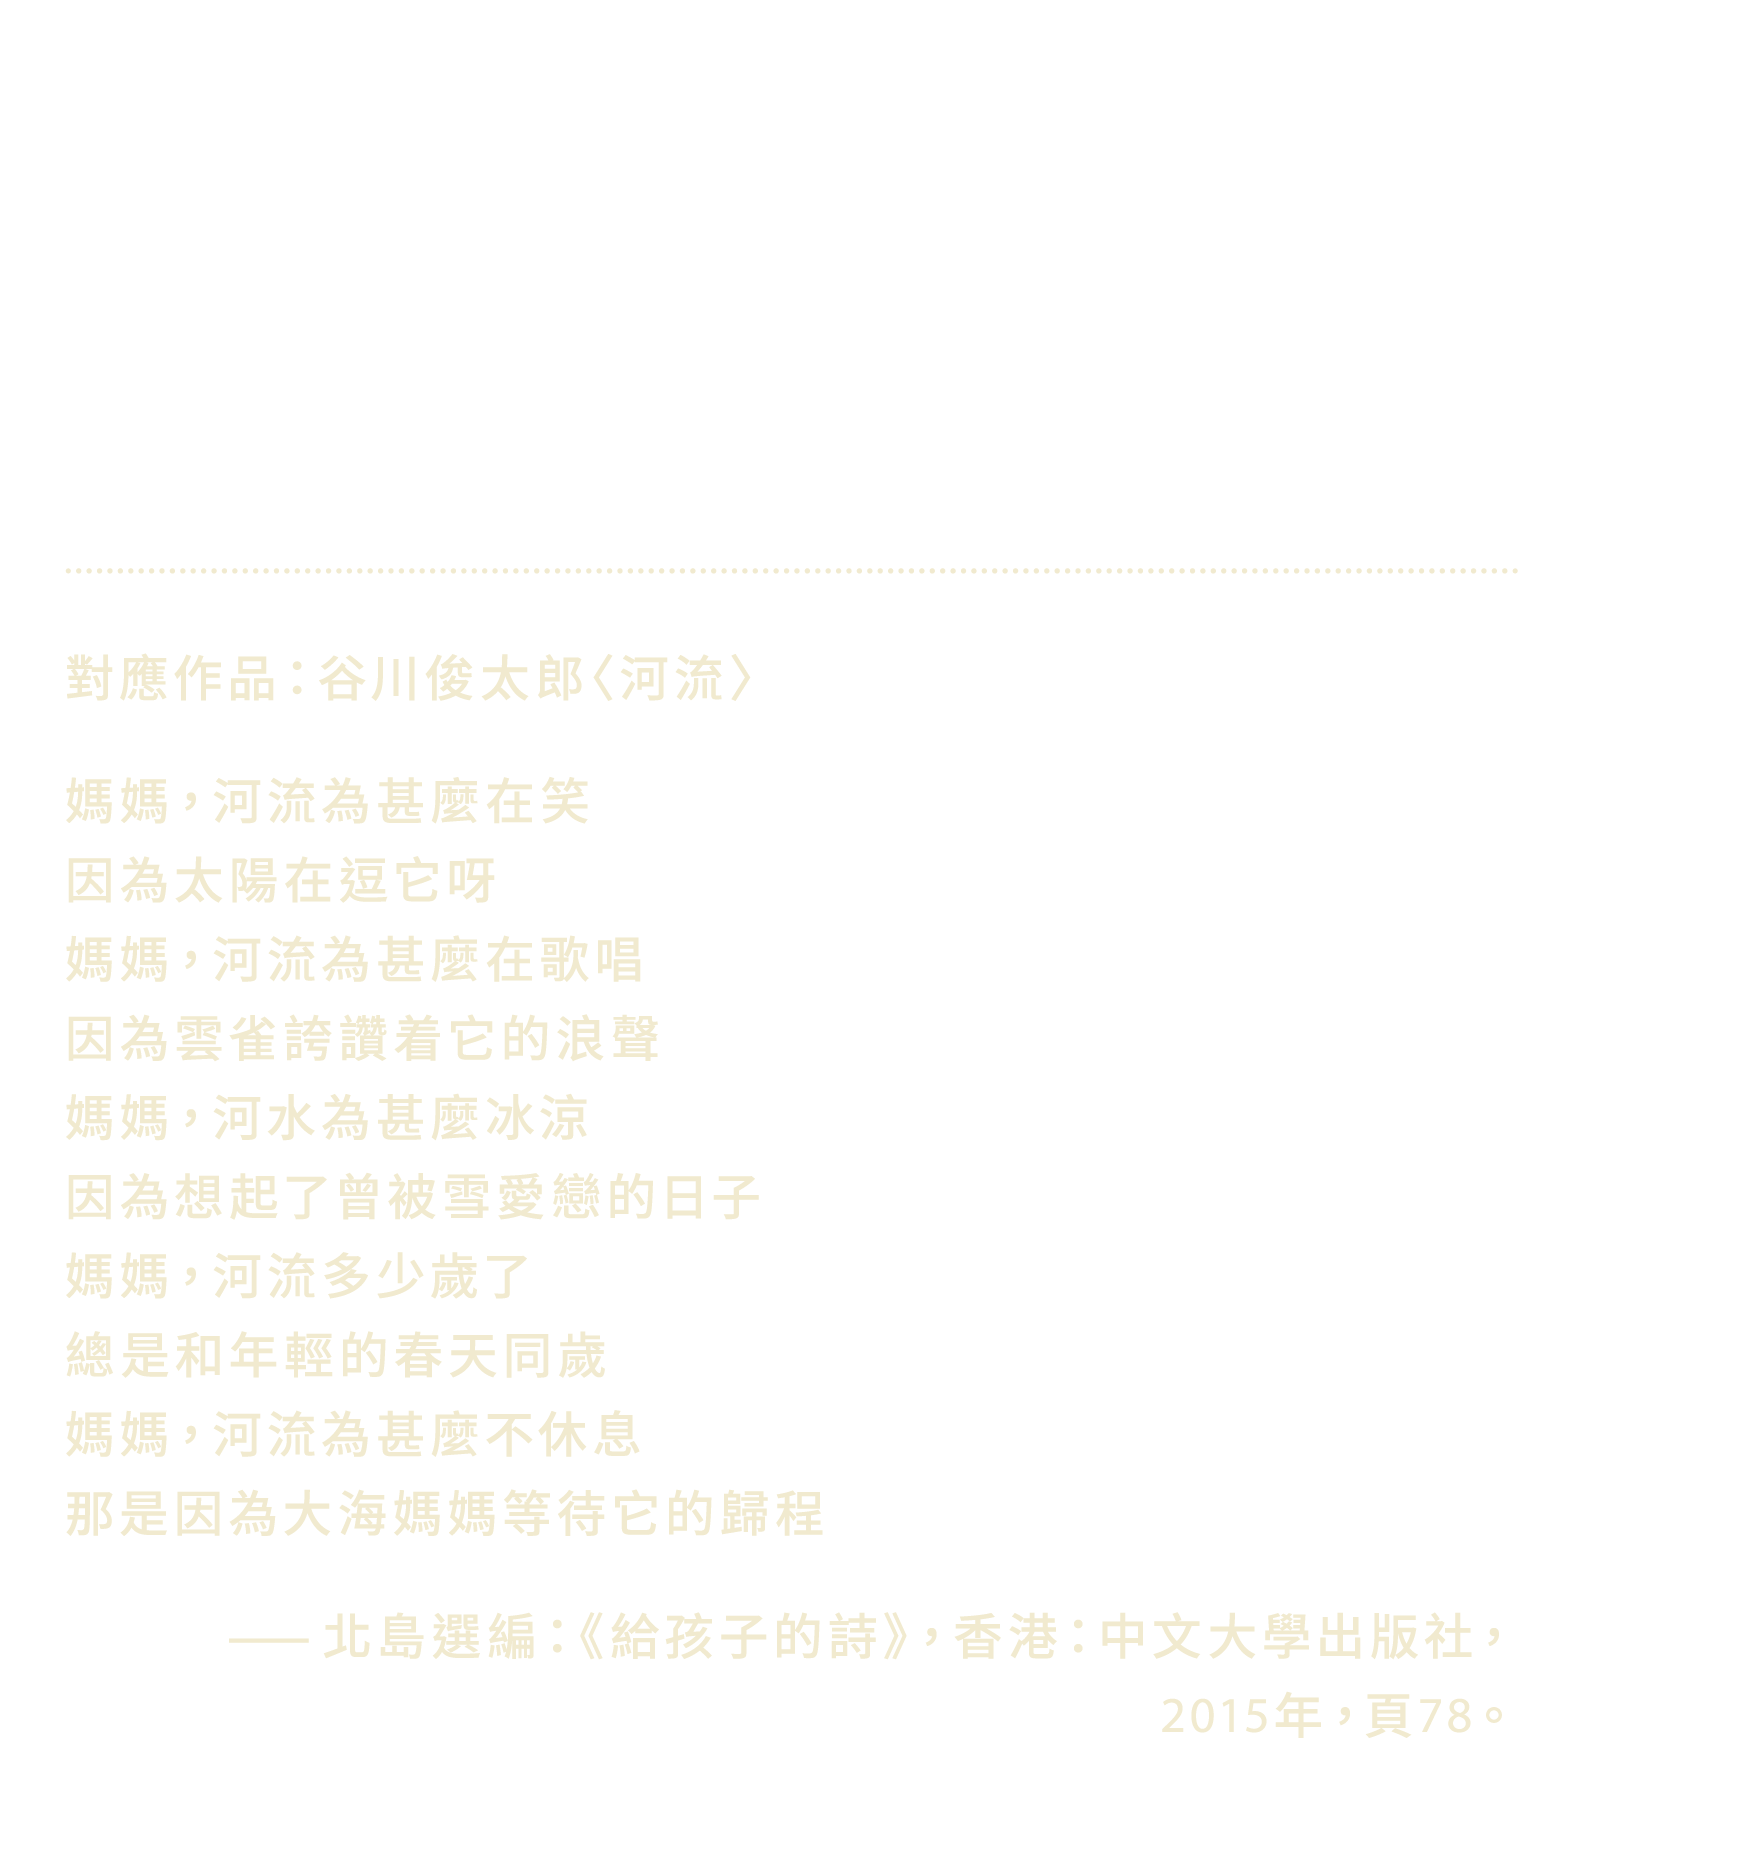 對應作品：谷川俊太郎〈河流〉
媽媽，河流為甚麼在笑
因為太陽在逗它呀
媽媽，河流為甚麼在歌唱
因為雲雀誇讚着它的浪聲
媽媽，河水為甚麼冰涼
因為想起了曾被雪愛戀的日子
媽媽，河流多少歲了
總是和年輕的春天同歲
媽媽，河流為甚麼不休息
那是因為大海媽媽等待它的歸程
—— 北島選編：《給孩子的詩》，香港：中文大學出版社，
2015年，頁78。